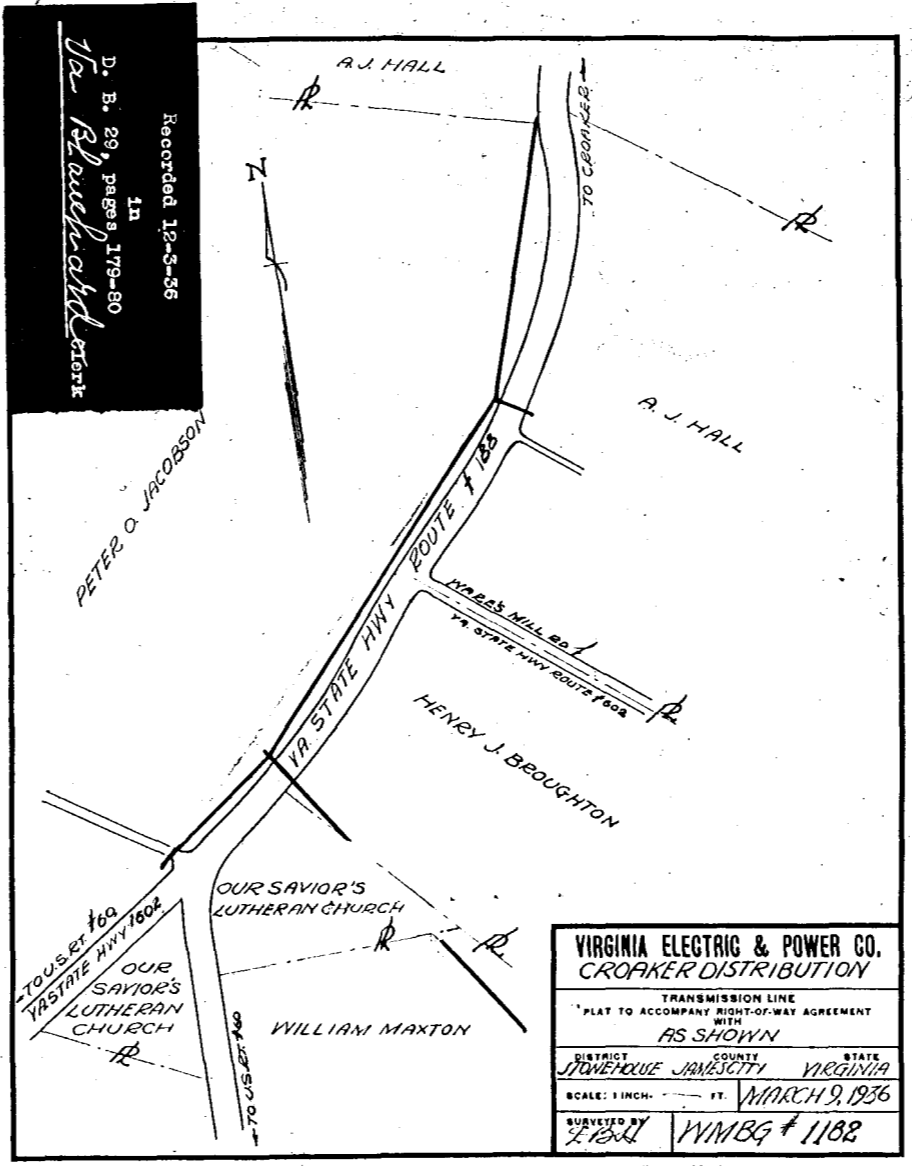 Recorded 12-3-36
in
D. B. 29, pages 179-80
Va Blanchard Clerk
A.J. HALL
TO CROAKER
N
PETER O. JACOBSON
A. J. HALL
VA. STATE HWY ROUTE # 188
WARE'S MILL RD.
VA. STATE HWY ROUTE #602
HENRY J. BROUGHTON
OUR SAVIOR'S
LUTHERAN CHURCH
TO U.S. RT. #60
VA STATE HWY #602
OUR
SAVIOR'S
LUTHERAN
CHURCH
WILLIAM MAXTON
TO U.S. RT. #60
VIRGINIA ELECTRIC & POWER CO.
CROAKER DISTRIBUTION
TRANSMISSION LINE
PLAT TO ACCOMPANY RIGHT-OF-WAY AGREEMENT
WITH
AS SHOWN
DISTRICT COUNTY STATE
STONEHOUSE JAMES CITY VIRGINIA
SCALE: 1 INCH- FT. MARCH 9, 1936
SURVEYED BY
WMBG # 1182